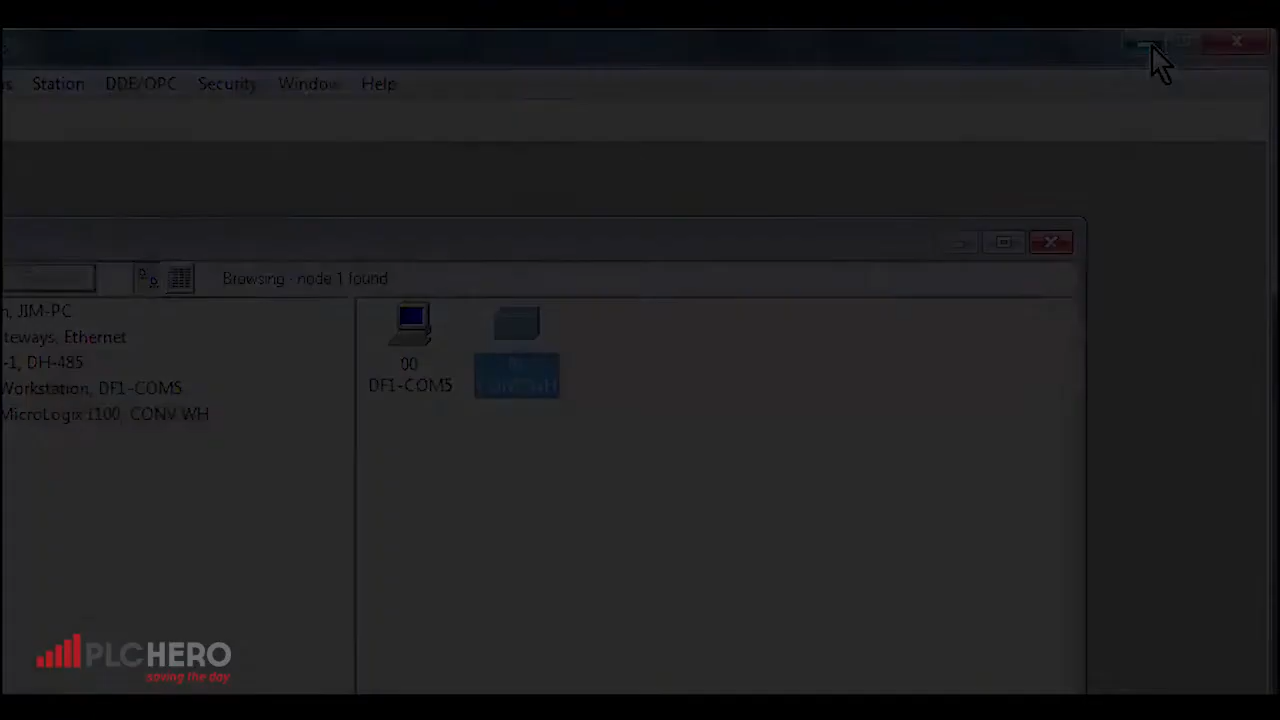 Station DDE/OPC Security Window Help
Browsing - node 1 found
JIM-PC
Ethernet
-1, DH-485
Workstation, DF1-COM5
MicroLogix 1100, CONV WH
00
DF1-COM5
PLCHERO
saving the day